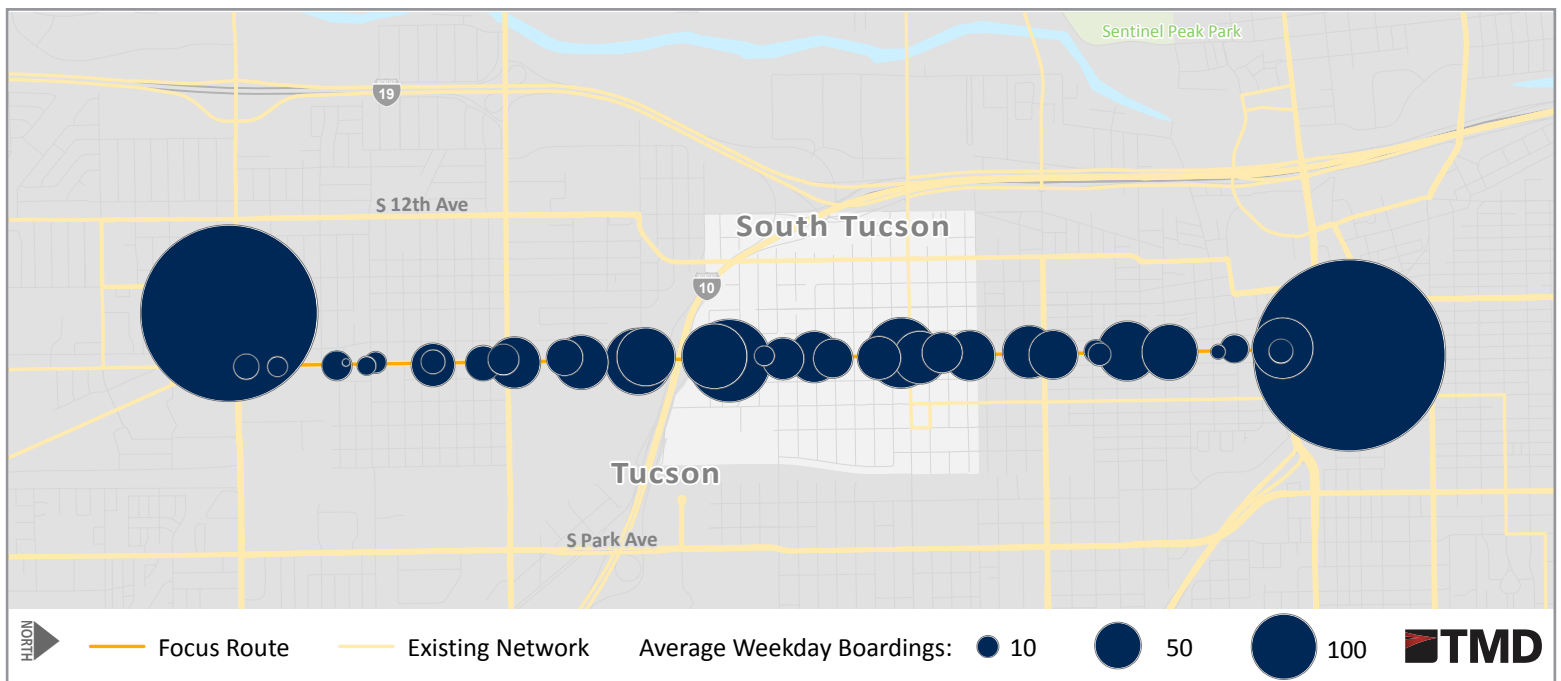 Sentinel Peak Park
19
S 12th Ave
South Tucson
10
Tucson
S Park Ave
NORTH
Focus Route
Existing Network
Average Weekday Boardings:
10
50
100
TMD